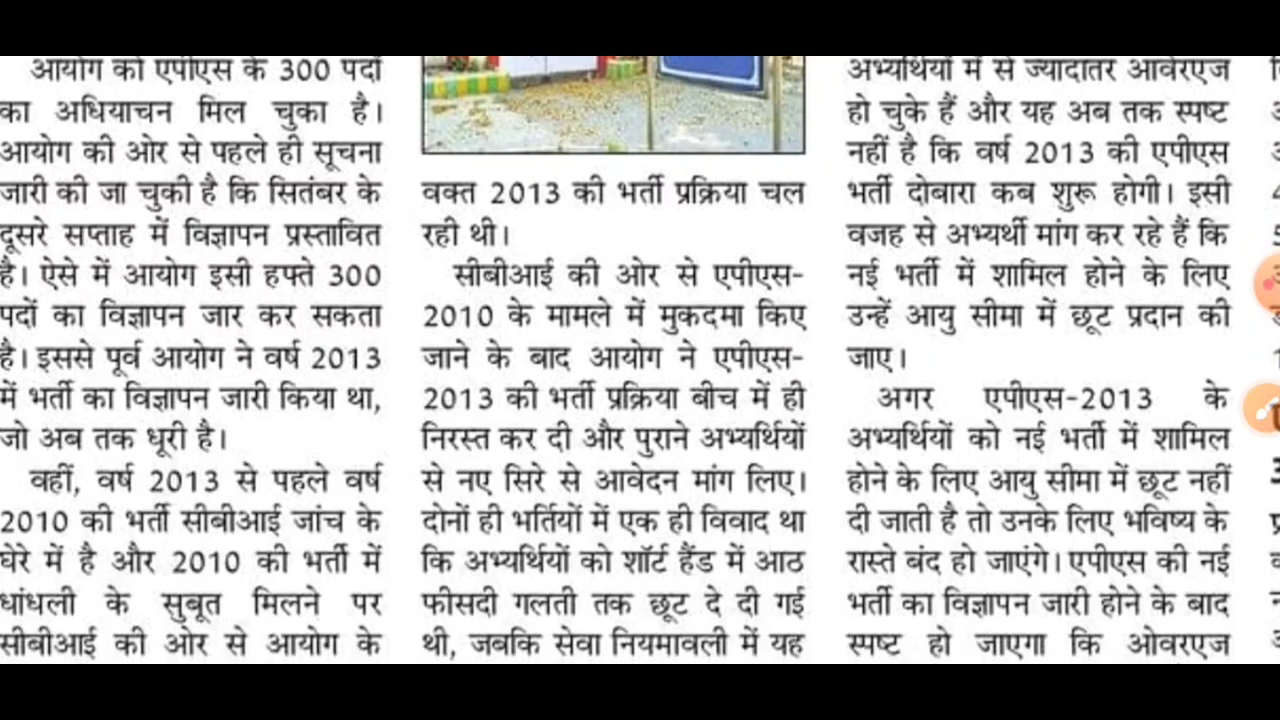 आयोग को एपीएस के 300 पदों
का अधियाचन मिल चुका है।
आयोग की ओर से पहले ही सूचना
जारी की जा चुकी है कि सितंबर के
दूसरे सप्ताह में विज्ञापन प्रस्तावित
है। ऐसे में आयोग इसी हफ्ते 300
पदों का विज्ञापन जार कर सकता
है। इससे पूर्व आयोग ने वर्ष 2013
में भर्ती का विज्ञापन जारी किया था,
जो अब तक धूरी है।
वहीं, वर्ष 2013 से पहले वर्ष
2010 की भर्ती सीबीआई जांच के
घेरे में है और 2010 की भर्ती में
धांधली के सुबूत मिलने पर
सीबीआई की ओर से आयोग के
वक्त 2013 की भर्ती प्रक्रिया चल
रही थी।
सीबीआई की ओर से एपीएस-
2010 के मामले में मुकदमा किए
जाने के बाद आयोग ने एपीएस-
2013 की भर्ती प्रक्रिया बीच में ही
निरस्त कर दी और पुराने अभ्यर्थियों
से नए सिरे से आवेदन मांग लिए।
दोनों ही भर्तियों में एक ही विवाद था
कि अभ्यर्थियों को शॉर्ट हैंड में आठ
फीसदी गलती तक छूट दे दी गई
थी, जबकि सेवा नियमावली में यह
अभ्यर्थियों में से ज्यादातर ओवरएज
हो चुके हैं और यह अब तक स्पष्ट
नहीं है कि वर्ष 2013 की एपीएस
भर्ती दोबारा कब शुरू होगी। इसी
वजह से अभ्यर्थी मांग कर रहे हैं कि
नई भर्ती में शामिल होने के लिए
उन्हें आयु सीमा में छूट प्रदान की
जाए।
अगर एपीएस-2013 के
अभ्यर्थियों को नई भर्ती में शामिल
होने के लिए आयु सीमा में छूट नहीं
दी जाती है तो उनके लिए भविष्य के
रास्ते बंद हो जाएंगे। एपीएस की नई
भर्ती का विज्ञापन जारी होने के बाद
स्पष्ट हो जाएगा कि ओवरएज